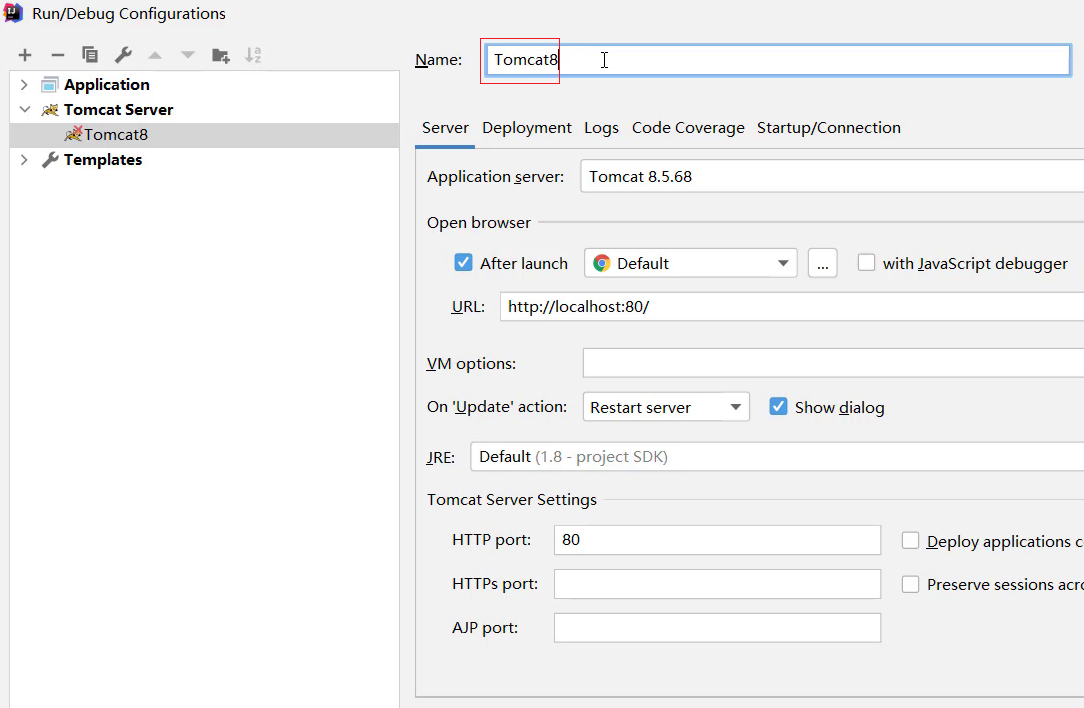 Run/Debug Configurations
Name: Tomcat8
Application
Tomcat Server
Tomcat8
Templates
Server Deployment Logs Code Coverage Startup/Connection
Application server: Tomcat 8.5.68
Open browser
After launch Default ... with JavaScript debugger
URL: http://localhost:80/
VM options:
On 'Update' action: Restart server Show dialog
JRE: Default (1.8 - project SDK)
Tomcat Server Settings
HTTP port: 80 Deploy applications c
HTTPs port: Preserve sessions acr
AJP port: